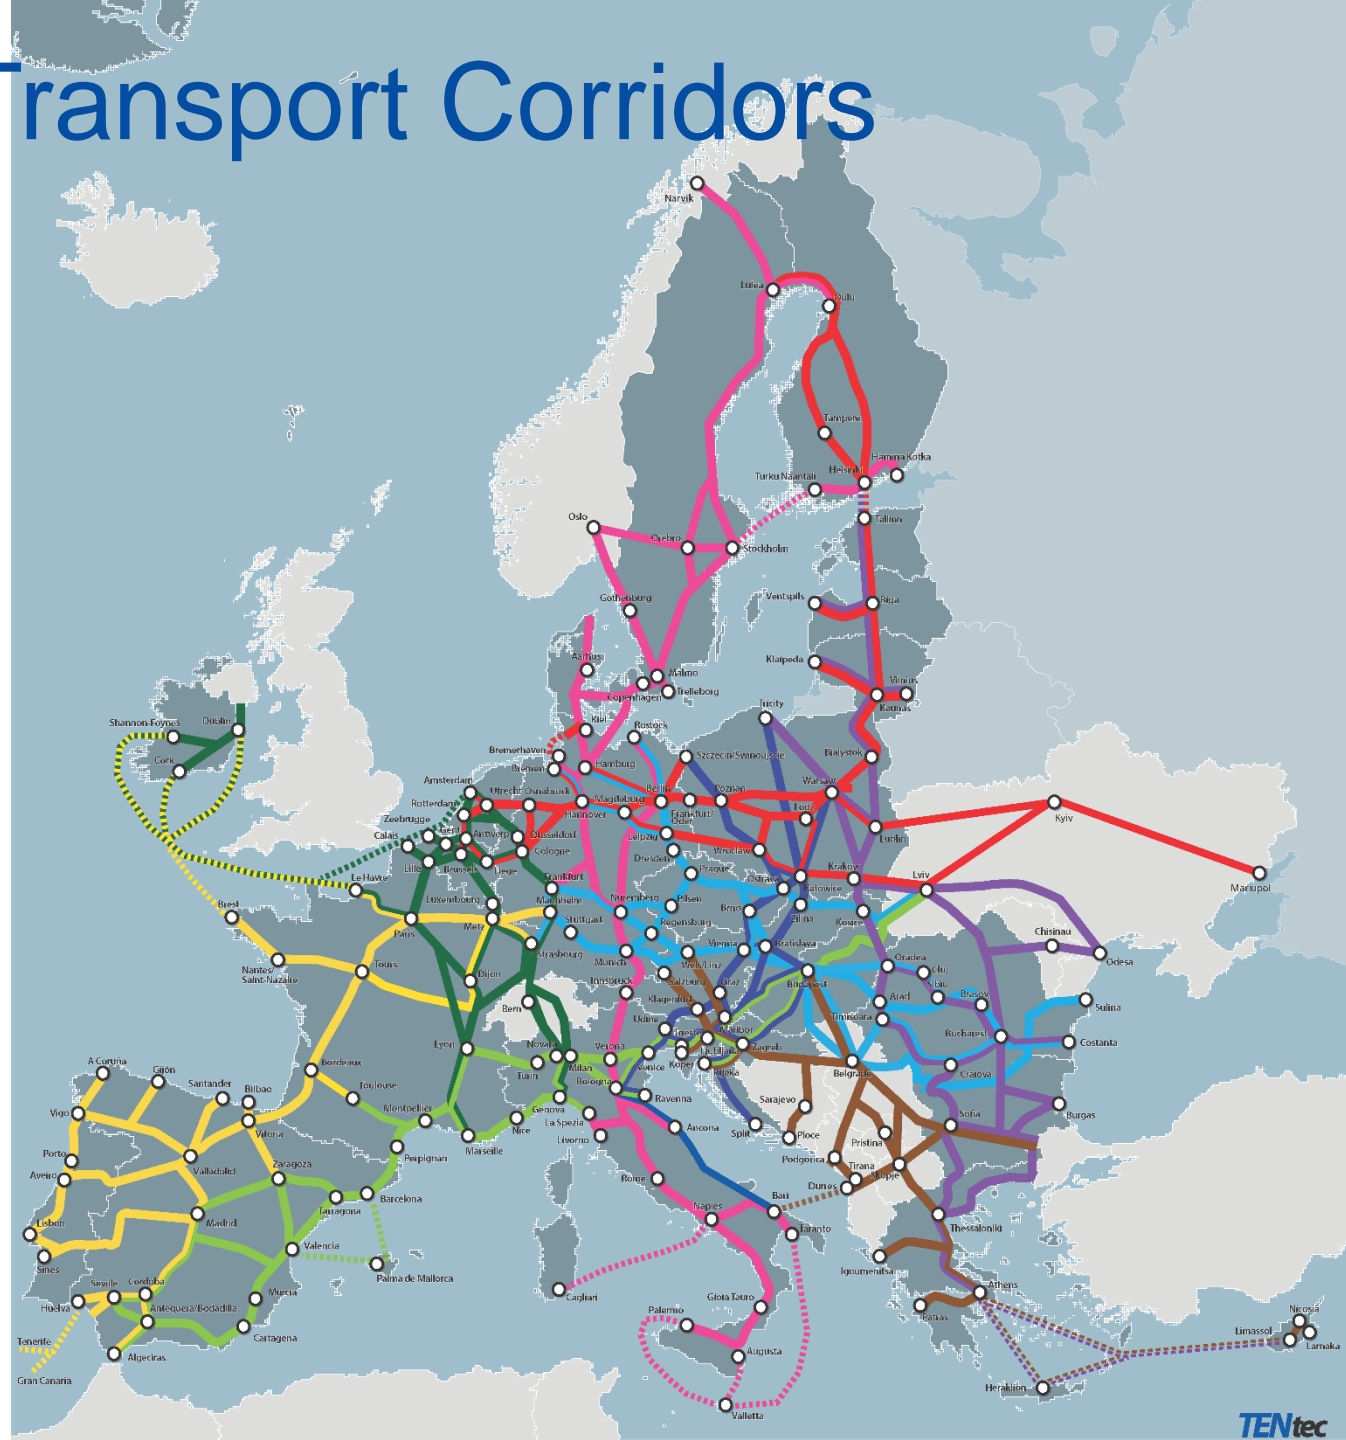 Transport Corridors
Narvik
Lulea
Oulu
Tampere
Hamina Kotka
Helsinki
Turku Naantali
Tallinn
Oslo
Örebro
Stockholm
Ventspils
Riga
Gothenburg
Klaipeda
Vilnius
Kaunas
Aarhus
Malmo
Copenhagen
Trelleborg
Tricity
Shannon-Foynes
Dublin
Cork
Kiel
Rostock
Bremerhaven
Bremen
Hamburg
Szczecin/Swinoujscie
Bialystok
Amsterdam
Utrecht
Osnabrück
Rotterdam
Hannover
Magdeburg
Berlin
Poznan
Warsaw
Zeebrugge
Gent
Antwerp
Dusseldorf
Leipzig
Frankfurt
Oder
Lodz
Kyiv
Calais
Lille
Brussels
Liege
Cologne
Dresden
Wroclaw
Lublin
Le Havre
Luxembourg
Frankfurt
Mannheim
Prague
Ostrava
Katowice
Krakow
Lviv
Mariupol
Brest
Paris
Metz
Stuttgart
Nuremberg
Pilsen
Regensburg
Brno
Zilina
Kosice
Chisinau
Odesa
Nantes/
Saint-Nazaire
Tours
Dijon
Strasbourg
Munich
Wels/Linz
Vienna
Bratislava
Budapest
Oradea
Cluj
Sibiu
Brasov
Sulina
Bern
Innsbruck
Salzburg
Klagenfurt
Graz
Arad
Timisoara
Bucharest
Costanta
Lyon
Novara
Milan
Turin
Verona
Udine
Trieste
Maribor
Ljubljana
Zagreb
Koper
Rijeka
Venice
Belgrade
Craiova
A Coruña
Gijón
Santander
Bilbao
Bordeaux
Toulouse
Montpellier
Genova
Bologna
Ravenna
Sarajevo
Vigo
Vitoria
Marseille
Nice
La Spezia
Livorno
Ancona
Split
Ploce
Pristina
Sofia
Burgas
Porto
Aveiro
Valladolid
Zaragoza
Perpignan
Barcelona
Tarragona
Rome
Podgorica
Tirana
Skopje
Durres
Lisbon
Sines
Madrid
Valencia
Palma de Mallorca
Naples
Bari
Taranto
Thessaloniki
Igoumenitsa
Seville
Cordoba
Huelva
Antequera/Bodadilla
Murcia
Cartagena
Cagliari
Gioia Tauro
Palermo
Athens
Patras
Nicosia
Limassol
Larnaka
Tenerife
Gran Canaria
Algeciras
Augusta
Valletta
Heraklion
TENtec